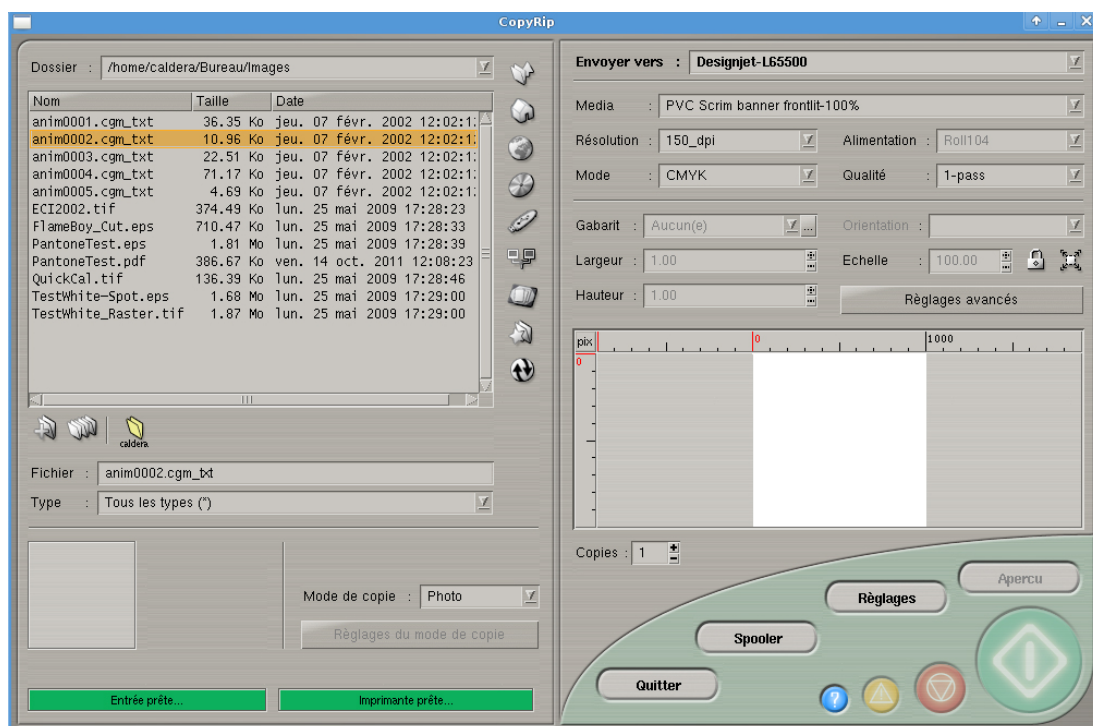 CopyRip
Dossier : /home/caldera/Bureau/Images
Nom Taille Date
anim0001.cgm_txt 36.35 Ko jeu. 07 févr. 2002 12:02:1
anim0002.cgm_txt 10.96 Ko jeu. 07 févr. 2002 12:02:1
anim0003.cgm_txt 22.51 Ko jeu. 07 févr. 2002 12:02:1
anim0004.cgm_txt 71.17 Ko jeu. 07 févr. 2002 12:02:1
anim0005.cgm_txt 4.69 Ko jeu. 07 févr. 2002 12:02:1
ECI2002.tif 374.49 Ko lun. 25 mai 2009 17:28:23
FlameBoy_Cut.eps 710.47 Ko lun. 25 mai 2009 17:28:33
PantoneTest.eps 1.81 Mo lun. 25 mai 2009 17:28:39
PantoneTest.pdf 386.67 Ko ven. 14 oct. 2011 12:08:23
QuickCal.tif 136.39 Ko lun. 25 mai 2009 17:28:46
TestWhite-Spot.eps 1.68 Mo lun. 25 mai 2009 17:29:00
TestWhite_Raster.tif 1.87 Mo lun. 25 mai 2009 17:29:00
caldera
Fichier : anim0002.cgm_txt
Type : Tous les types (*)
Mode de copie : Photo
Règlages du mode de copie
Entrée prête...
Imprimante prête...
Envoyer vers : Designjet-L65500
Media : PVC Scrim banner frontlit-100%
Résolution : 150_dpi Alimentation : Roll104
Mode : CMYK Qualité : 1-pass
Gabarit : Aucun(e) ... Orientation :
Largeur : 1.00 Echelle : 100.00
Hauteur : 1.00 Règlages avancés
pix 0 1000
0
Copies : 1
Apercu
Règlages
Spooler
Quitter
?